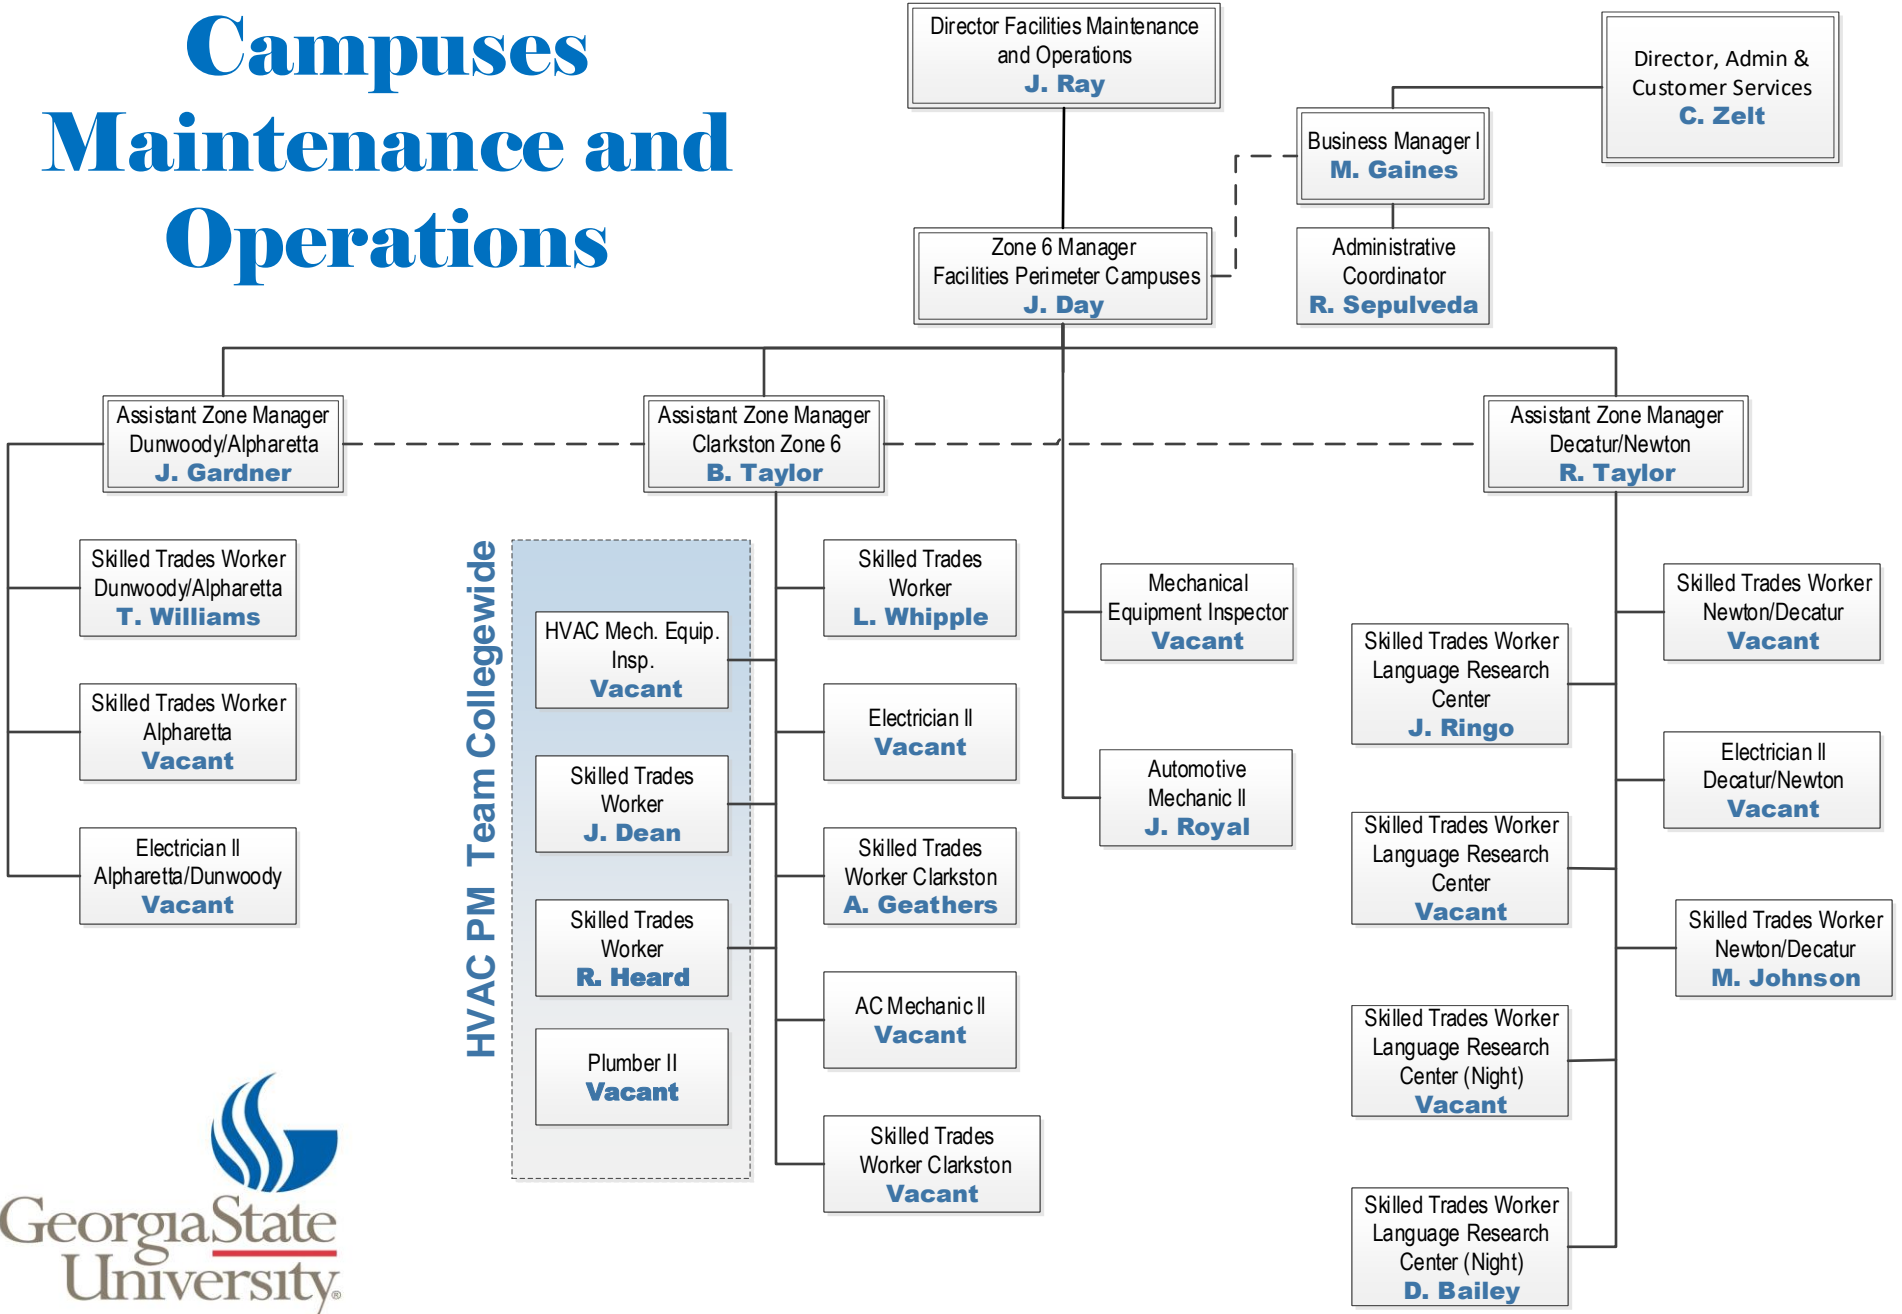 Campuses
Maintenance and
Operations
Director Facilities Maintenance
and Operations
J. Ray
Director, Admin &
Customer Services
C. Zelt
Business Manager I
M. Gaines
Zone 6 Manager
Facilities Perimeter Campuses
J. Day
Administrative
Coordinator
R. Sepulveda
Assistant Zone Manager
Dunwoody/Alpharetta
J. Gardner
Assistant Zone Manager
Clarkston Zone 6
B. Taylor
Assistant Zone Manager
Decatur/Newton
R. Taylor
Skilled Trades Worker
Dunwoody/Alpharetta
T. Williams
Skilled Trades Worker
Alpharetta
Vacant
Electrician II
Alpharetta/Dunwoody
Vacant
HVAC PM Team Collegewide
HVAC Mech. Equip.
Insp.
Vacant
Skilled Trades
Worker
J. Dean
Skilled Trades
Worker
R. Heard
Plumber II
Vacant
Skilled Trades
Worker
L. Whipple
Electrician II
Vacant
Skilled Trades
Worker Clarkston
A. Geathers
AC Mechanic II
Vacant
Skilled Trades
Worker Clarkston
Vacant
Mechanical
Equipment Inspector
Vacant
Automotive
Mechanic II
J. Royal
Skilled Trades Worker
Language Research
Center
J. Ringo
Skilled Trades Worker
Language Research
Center
Vacant
Skilled Trades Worker
Language Research
Center (Night)
Vacant
Skilled Trades Worker
Language Research
Center (Night)
D. Bailey
Skilled Trades Worker
Newton/Decatur
Vacant
Electrician II
Decatur/Newton
Vacant
Skilled Trades Worker
Newton/Decatur
M. Johnson
GeorgiaState
University®